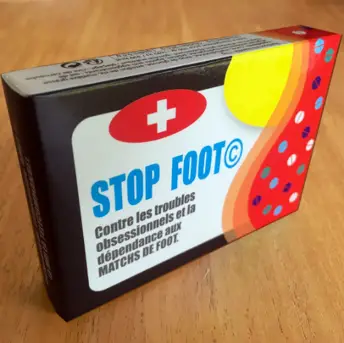 STOP FOOT©
Contre les troubles
obsessionnels et la
dépendance aux
MATCHS DE FOOT.